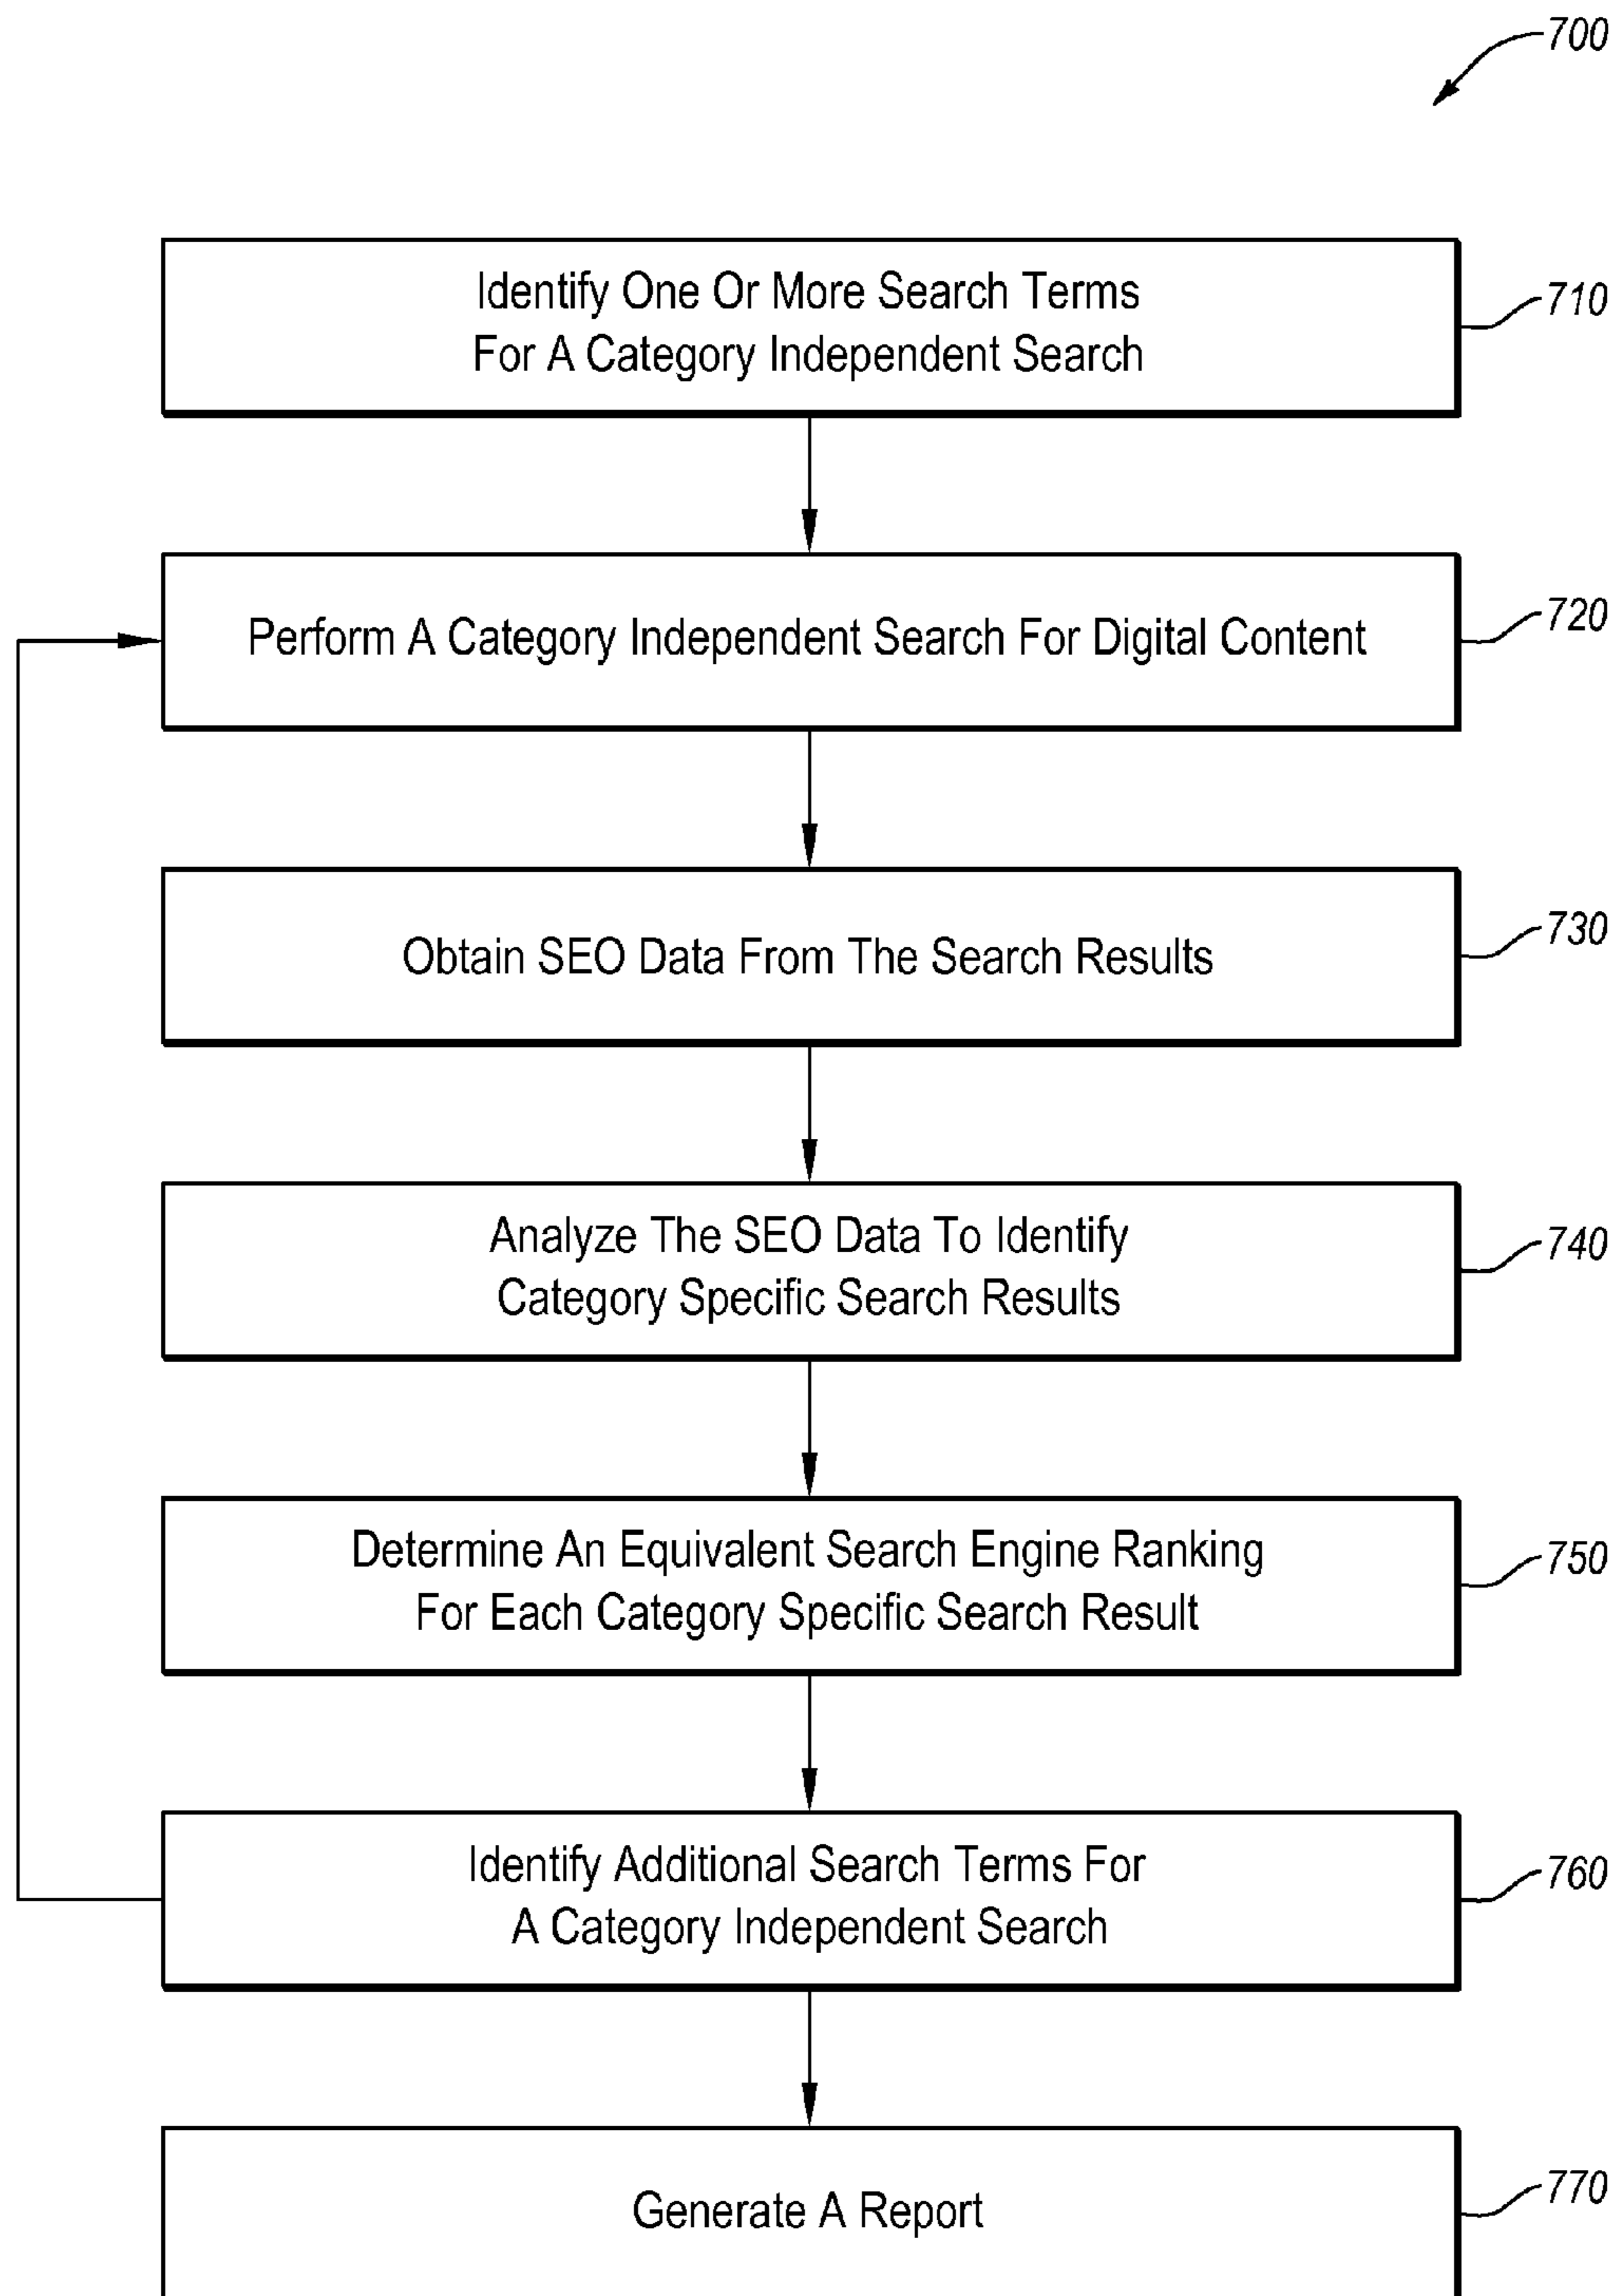 700
Identify One Or More Search Terms
For A Category Independent Search
710
Perform A Category Independent Search For Digital Content
720
Obtain SEO Data From The Search Results
730
Analyze The SEO Data To Identify
Category Specific Search Results
740
Determine An Equivalent Search Engine Ranking
For Each Category Specific Search Result
750
Identify Additional Search Terms For
A Category Independent Search
760
Generate A Report
770